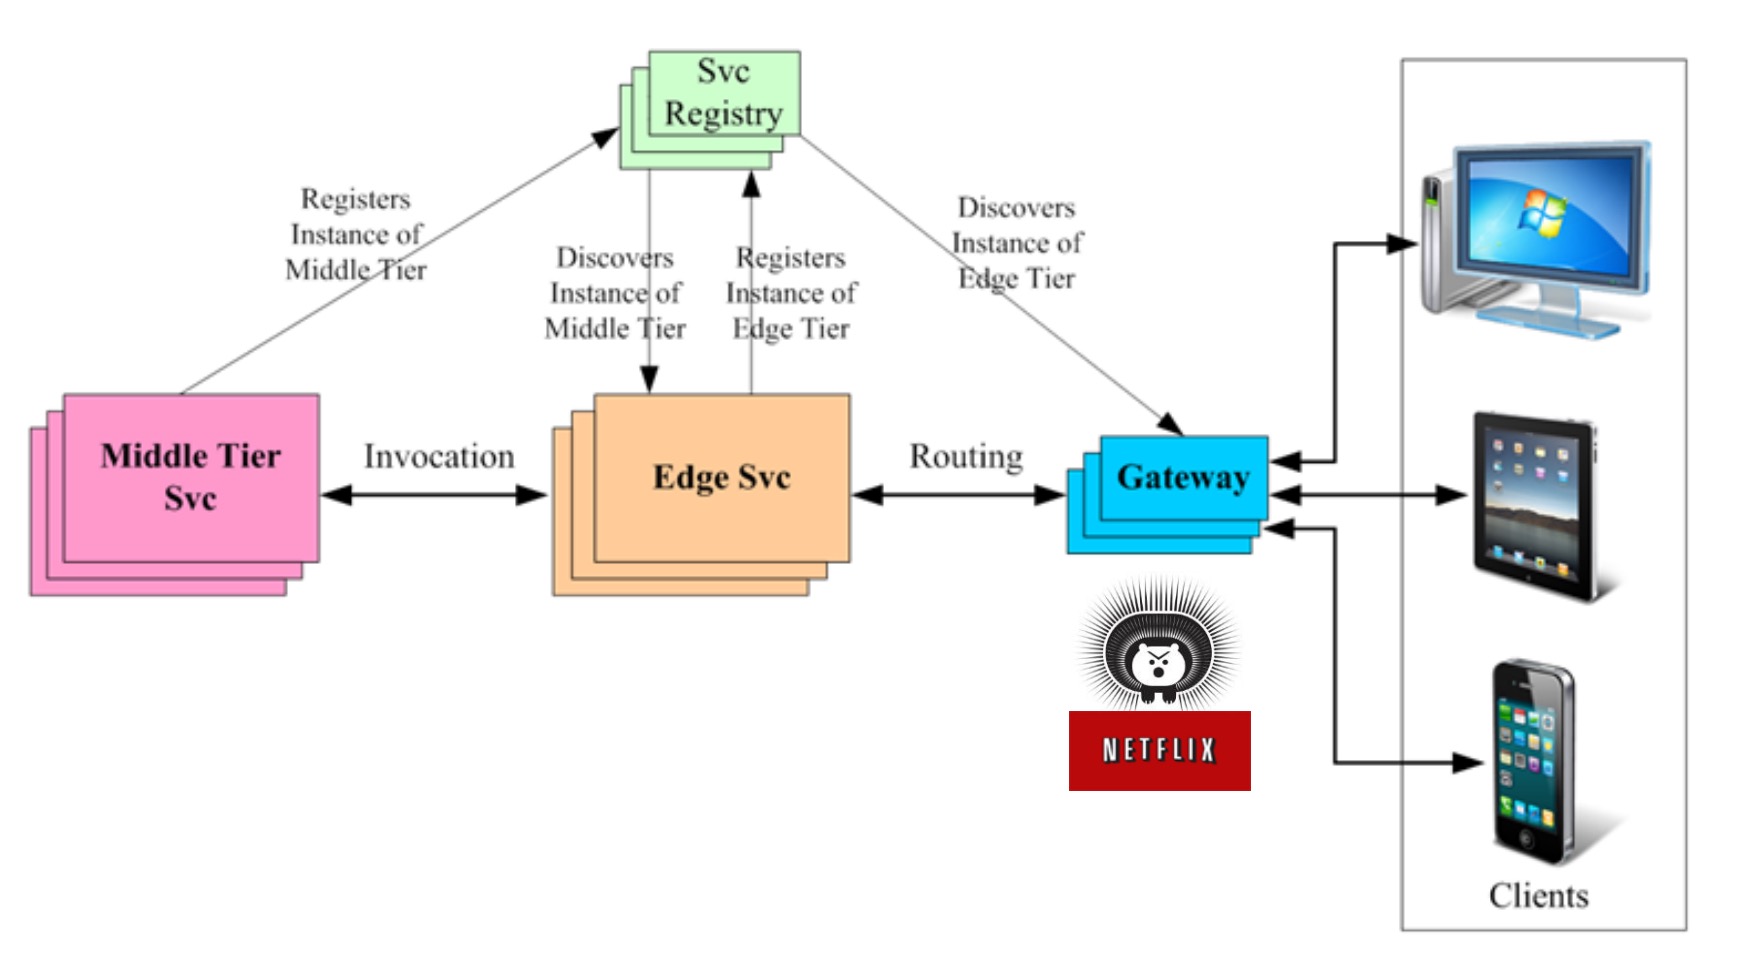 Svc
Registry
Registers
Instance of
Middle Tier
Discovers
Instance of
Middle Tier
Registers
Instance of
Edge Tier
Discovers
Instance of
Edge Tier
Middle Tier
Svc
Invocation
Edge Svc
Routing
Gateway
NETFLIX
Clients